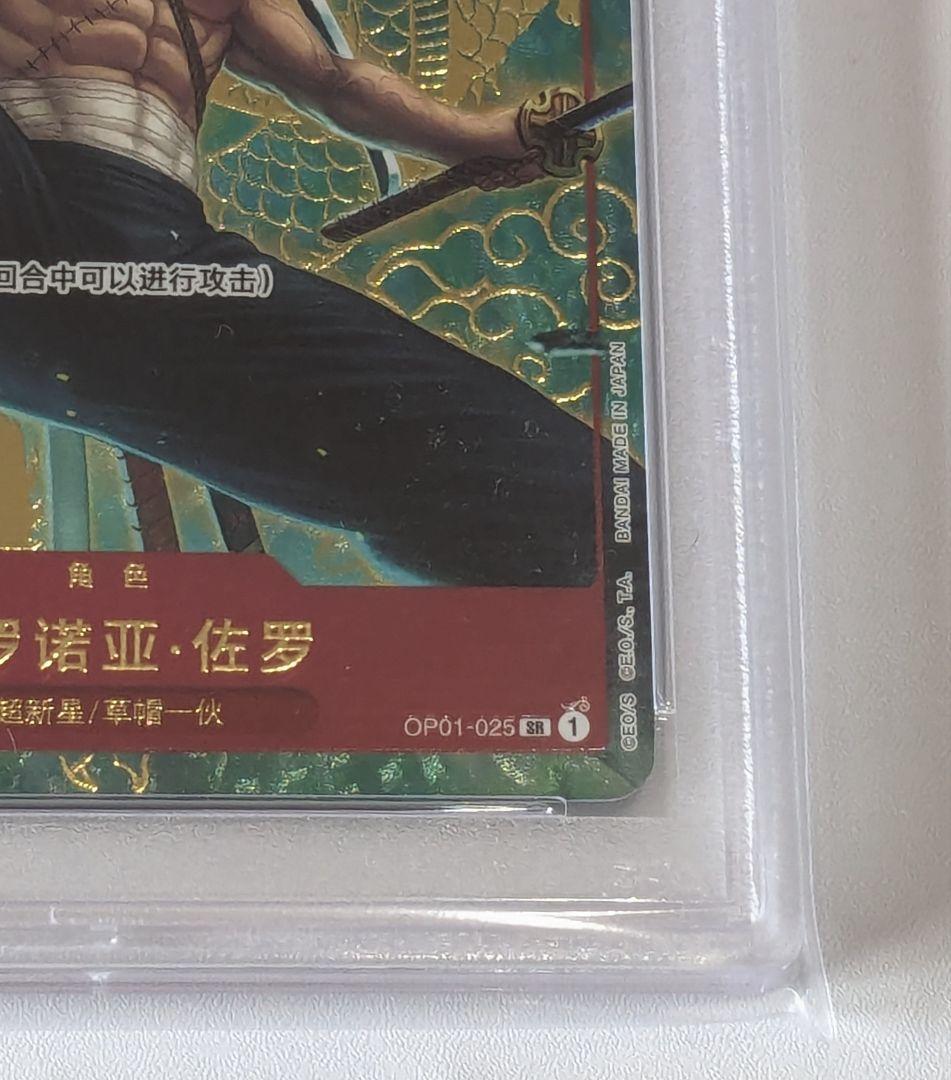 回合中可以进行攻击)
BANDAI MADE IN JAPAN
©E.O./S., T.A.
©EO/S
角色
罗诺亚·佐罗
超新星/草帽一伙
OP01-025 SR 1